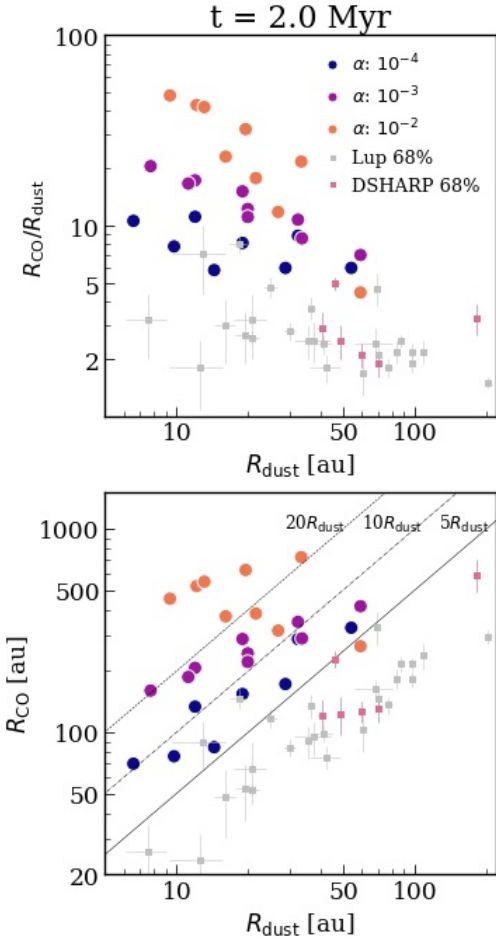 t = 2.0 Myr
100
10
5
2
R_CO/R_dust
α: 10⁻⁴
α: 10⁻³
α: 10⁻²
Lup 68%
DSHARP 68%
10 50 100
R_dust [au]
1000
500
100
50
20
R_CO [au]
20R_dust 10R_dust 5R_dust
10 50 100
R_dust [au]